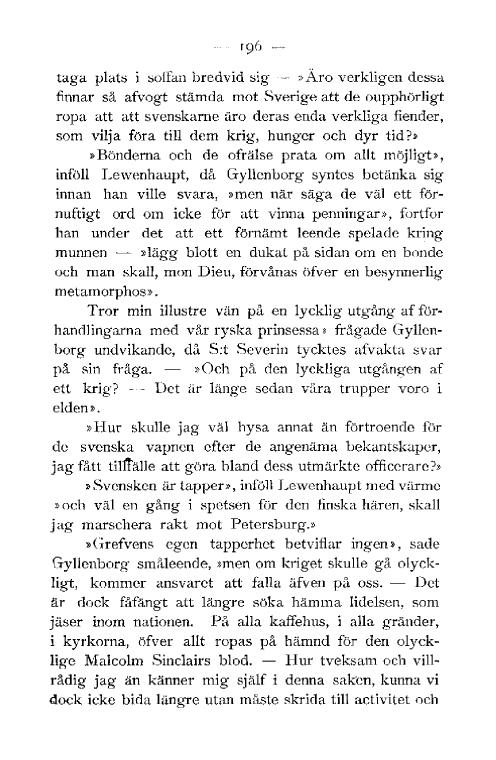 — 196 —
taga plats i soffan bredvid sig — »Äro verkligen dessa
finnar så afvogt stämda mot Sverige att de oupphörligt
ropa att att svenskarne äro deras enda verkliga fiender,
som vilja föra till dem krig, hunger och dyr tid?»
»Bönderna och de ofrälse prata om allt möjligt»,
inföll Lewenhaupt, då Gyllenborg syntes betänka sig
innan han ville svara, »men när säga de väl ett för-
nuftigt ord om icke för att vinna penningar», fortfor
han under det att ett förnämt leende spelade kring
munnen — »lägg blott en dukat på sidan om en bonde
och man skall, mon Dieu, förvånas öfver en besynnerlig
metamorphos».
Tror min illustre vän på en lycklig utgång af för-
handlingarna med vår ryska prinsessa» frågade Gyllen-
borg undvikande, då S:t Severin tycktes afvakta svar
på sin fråga. — »Och på den lyckliga utgången af
ett krig? — Det är länge sedan våra trupper voro i
elden».
»Hur skulle jag väl hysa annat än förtroende för
de svenska vapnen efter de angenäma bekantskaper,
jag fått tillfälle att göra bland dess utmärkte officerare?»
»Svensken är tapper», inföll Lewenhaupt med värme
»och väl en gång i spetsen för den finska hären, skall
jag marschera rakt mot Petersburg.»
»Grefvens egen tapperhet betviflar ingen», sade
Gyllenborg småleende, »men om kriget skulle gå olyck-
ligt, kommer ansvaret att falla äfven på oss. — Det
är dock fåfängt att längre söka hämma lidelsen, som
jäser inom nationen. På alla kaffehus, i alla gränder,
i kyrkorna, öfver allt ropas på hämnd för den olyck-
lige Malcolm Sinclairs blod. — Hur tveksam och vill-
rådig jag än känner mig själf i denna saken, kunna vi
dock icke bida längre utan måste skrida till activitet och